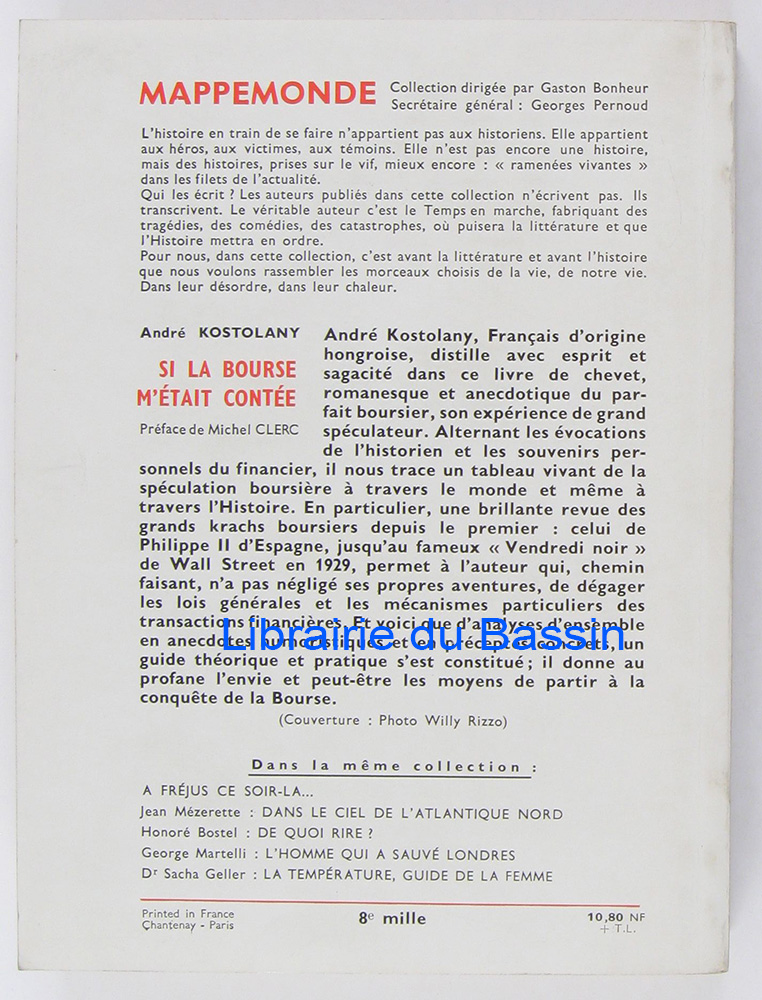 MAPPEMONDE Collection dirigée par Gaston Bonheur
Secrétaire général : Georges Pernoud
L'histoire en train de se faire n'appartient pas aux historiens. Elle appartient
aux héros, aux victimes, aux témoins. Elle n'est pas encore une histoire,
mais des histoires, prises sur le vif, mieux encore : « ramenées vivantes »
dans les filets de l'actualité.
Qui les écrit ? Les auteurs publiés dans cette collection n'écrivent pas. Ils
transcrivent. Le véritable auteur c'est le Temps en marche, fabriquant des
tragédies, des comédies, des catastrophes, où puisera la littérature et que
l'Histoire mettra en ordre.
Pour nous, dans cette collection, c'est avant la littérature et avant l'histoire
que nous voulons rassembler les morceaux choisis de la vie, de notre vie.
Dans leur désordre, dans leur chaleur.
André KOSTOLANY
SI LA BOURSE
M'ÉTAIT CONTÉE
Préface de Michel CLERC
André Kostolany, Français d'origine
hongroise, distille avec esprit et
sagacité dans ce livre de chevet,
romanesque et anecdotique du par-
fait boursier, son expérience de grand
spéculateur. Alternant les évocations
de l'historien et les souvenirs per-
sonnels du financier, il nous trace un tableau vivant de la
spéculation boursière à travers le monde et même à
travers l'Histoire. En particulier, une brillante revue des
grands krachs boursiers depuis le premier : celui de
Philippe II d'Espagne, jusqu'au fameux « Vendredi noir »
de Wall Street en 1929, permet à l'auteur qui, chemin
faisant, n'a pas négligé ses propres aventures, de dégager
les lois générales et les mécanismes particuliers des
transactions financières. Et voici que d'analyses d'ensemble
en anecdotes humoristiques et en préceptes concrets, un
guide théorique et pratique s'est constitué ; il donne au
profane l'envie et peut-être les moyens de partir à la
conquête de la Bourse.
Librairie du Bassin
(Couverture : Photo Willy Rizzo)
Dans la même collection :
A FRÉJUS CE SOIR-LA...
Jean Mézerette : DANS LE CIEL DE L'ATLANTIQUE NORD
Honoré Bostel : DE QUOI RIRE ?
George Martelli : L'HOMME QUI A SAUVÉ LONDRES
Dr Sacha Geller : LA TEMPÉRATURE, GUIDE DE LA FEMME
Printed in France
Chantenay - Paris
8e mille
10,80 NF
+ T.L.